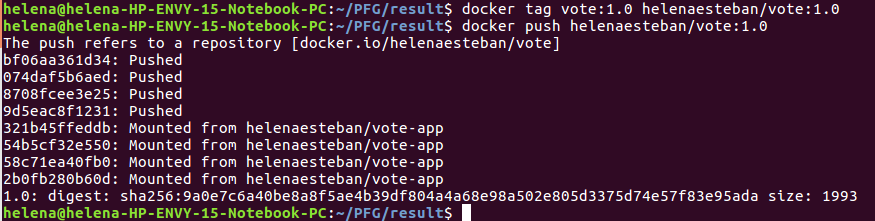 helena@helena-HP-ENVY-15-Notebook-PC:~/PFG/result$ docker tag vote:1.0 helenaesteban/vote:1.0
helena@helena-HP-ENVY-15-Notebook-PC:~/PFG/result$ docker push helenaesteban/vote:1.0
The push refers to a repository [docker.io/helenaesteban/vote]
bf06aa361d34: Pushed
074daf5b6aed: Pushed
8708fcee3e25: Pushed
9d5eac8f1231: Pushed
321b45ffeddb: Mounted from helenaesteban/vote-app
54b5cf32e550: Mounted from helenaesteban/vote-app
58c71ea40fb0: Mounted from helenaesteban/vote-app
2b0fb280b60d: Mounted from helenaesteban/vote-app
1.0: digest: sha256:9a0e7c6a40be8a8f5ae4b39df804a4a68e98a502e805d3375d74e57f83e95ada size: 1993
helena@helena-HP-ENVY-15-Notebook-PC:~/PFG/result$